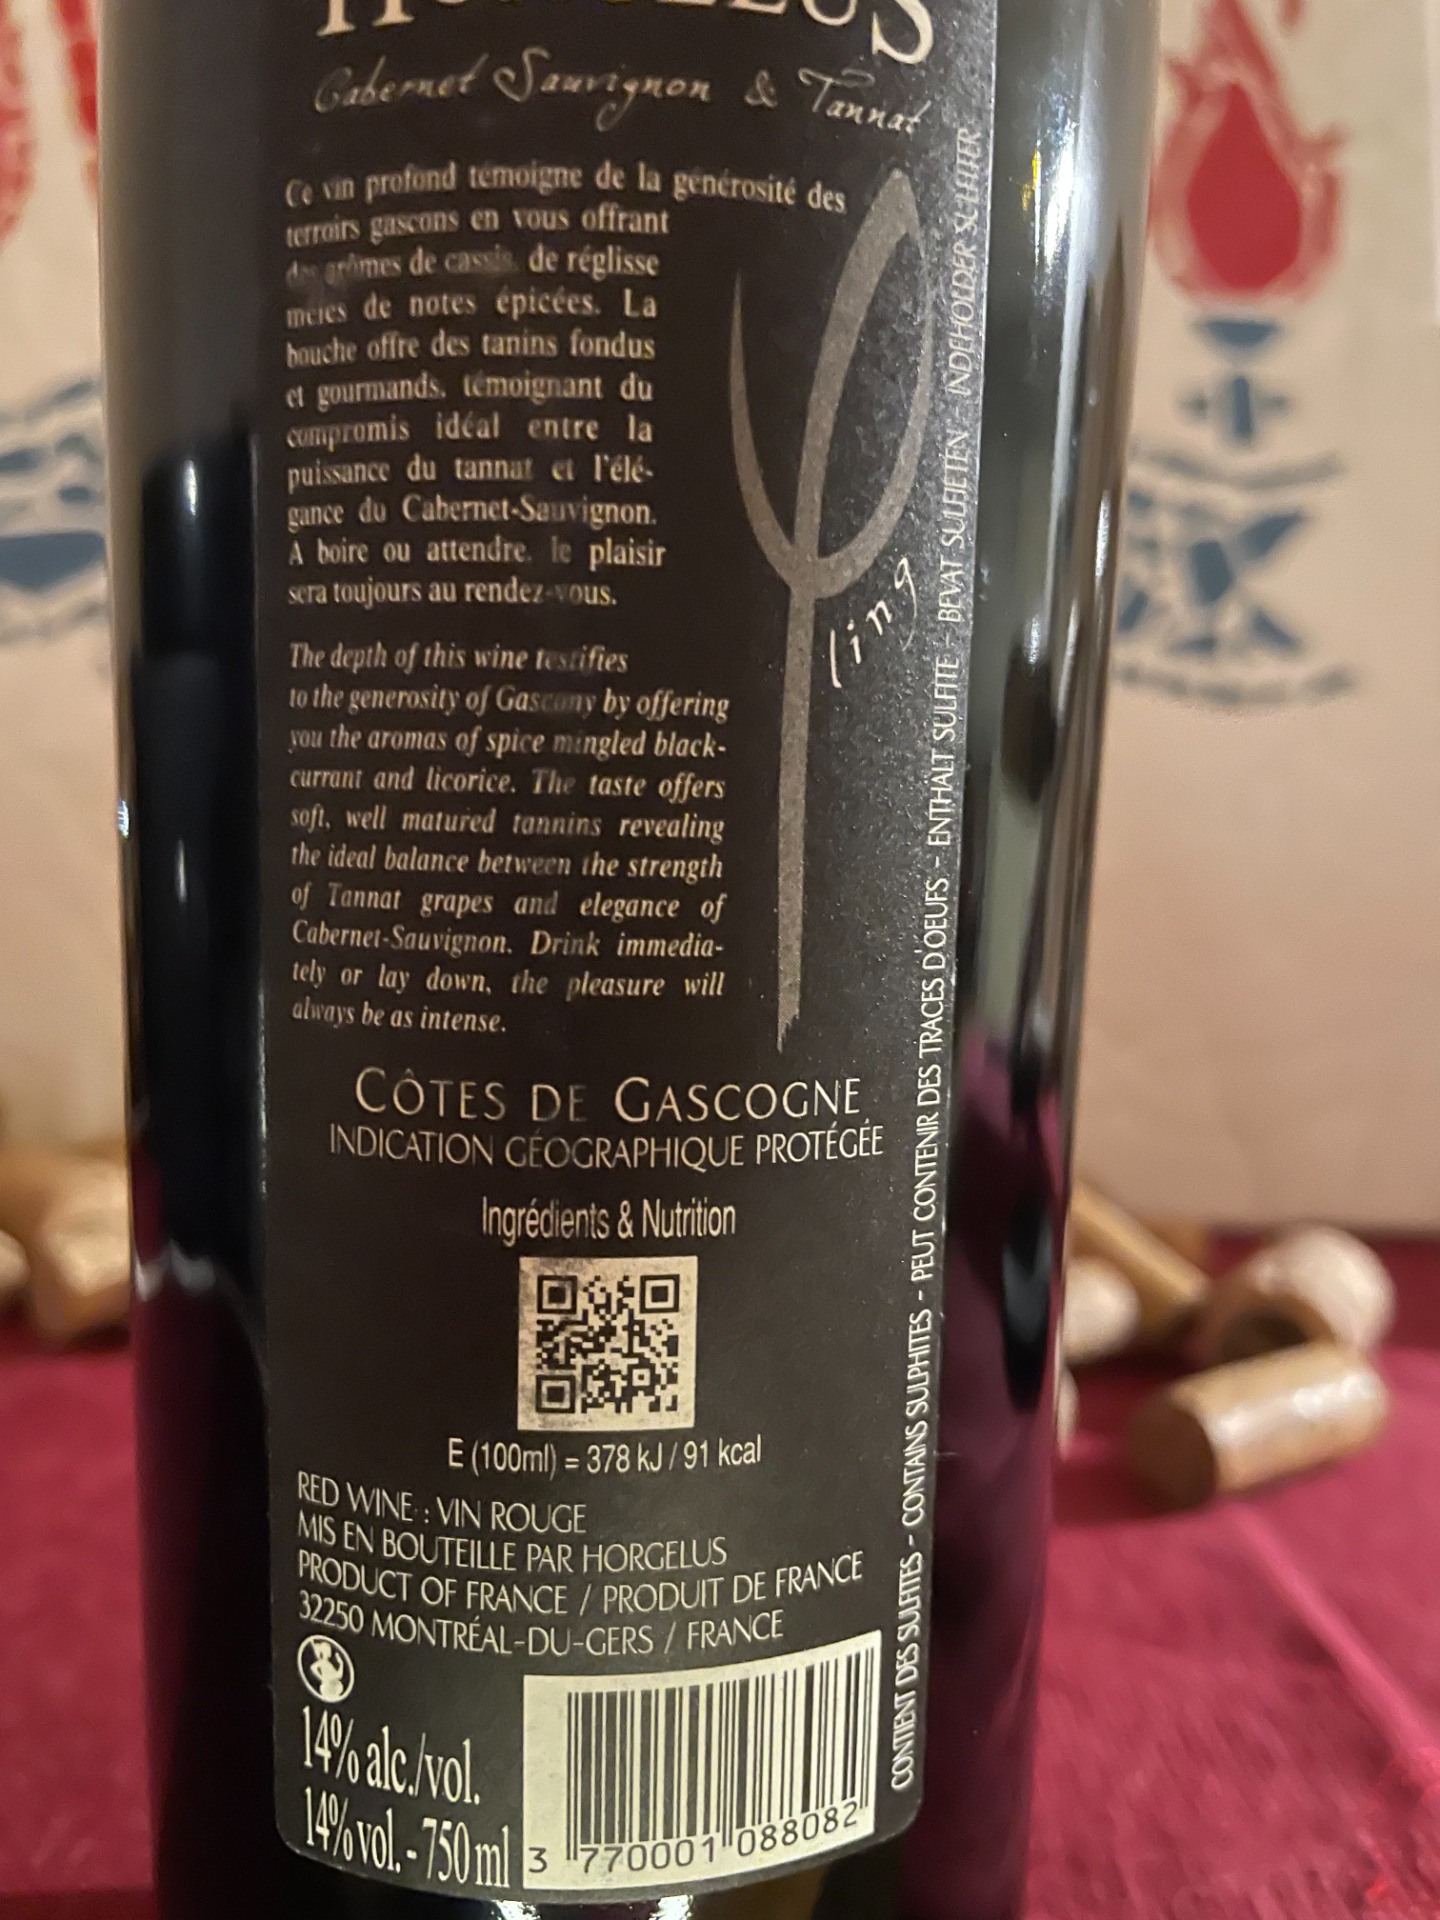 HORGELUS
Cabernet Sauvignon & Tannat
Ce vin profond témoigne de la générosité des
terroirs gascons en vous offrant
des arômes de cassis, de réglisse
mêlés de notes épicées. La
bouche offre des tanins fondus
et gourmands, témoignant du
compromis idéal entre la
puissance du tannat et l'élé-
gance du Cabernet-Sauvignon.
A boire ou attendre, le plaisir
sera toujours au rendez-vous.
The depth of this wine testifies
to the generosity of Gascony by offering
you the aromas of spice mingled black-
currant and licorice. The taste offers
soft, well matured tannins revealing
the ideal balance between the strength
of Tannat grapes and elegance of
Cabernet-Sauvignon. Drink immedia-
tely or lay down, the pleasure will
always be as intense.
ling
CÔTES DE GASCOGNE
INDICATION GÉOGRAPHIQUE PROTÉGÉE
Ingrédients & Nutrition
E (100ml) = 378 kJ / 91 kcal
RED WINE : VIN ROUGE
MIS EN BOUTEILLE PAR HORGELUS
PRODUCT OF FRANCE / PRODUIT DE FRANCE
32250 MONTRÉAL-DU-GERS / FRANCE
14% alc./vol.
14% vol. - 750 ml
3 770001 088082
CONTIENT DES SULFITES - CONTAINS SULPHITES - PEUT CONTENIR DES TRACES D'OEUFS - ENTHÄLT SULFITE - BEVAT SULFIETEN - INDEHOLDER SULFITER